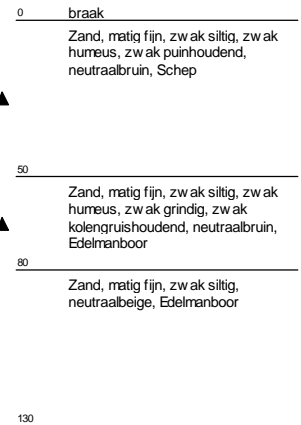 0 braak
Zand, matig fijn, zwak siltig, zwak
humeus, zwak puinhoudend,
neutraalbruin, Schep
50
Zand, matig fijn, zwak siltig, zwak
humeus, zwak grindig, zwak
kolengruishoudend, neutraalbruin,
Edelmanboor
80
Zand, matig fijn, zwak siltig,
neutraalbeige, Edelmanboor
130